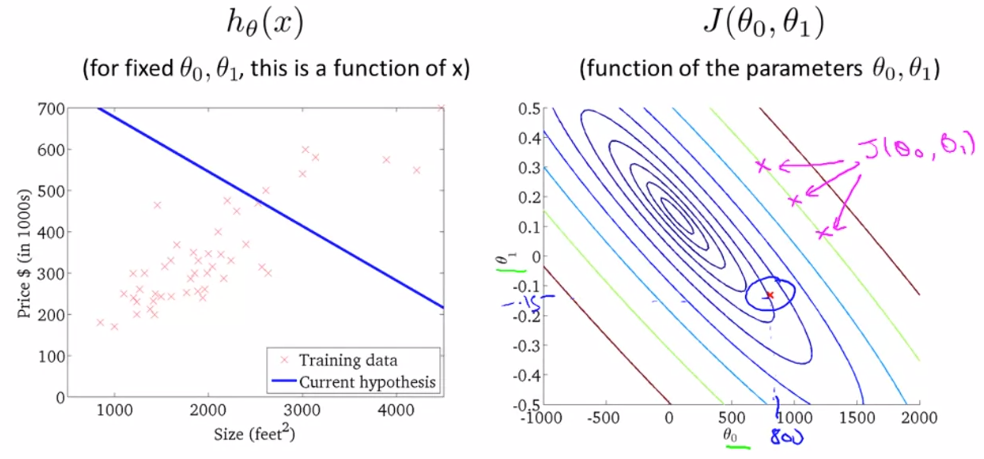 hθ(x)
(for fixed θ0, θ1, this is a function of x)
700
600
500
400
300
200
100
0
Price $ (in 1000s)
1000
2000
3000
4000
Size (feet²)
Training data
Current hypothesis
J(θ0, θ1)
(function of the parameters θ0, θ1)
0.5
0.4
0.3
0.2
0.1
0
-0.1
-0.2
-0.3
-0.4
-0.5
θ1
-.15
-1000
-500
0
500
1000
1500
2000
θ0
800
J(θ0, θ1)